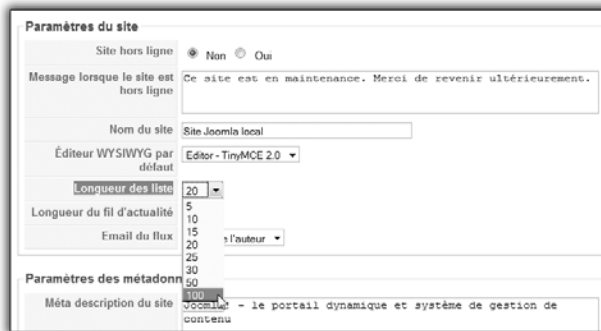 Paramètres du site
Site hors ligne Non Oui
Message lorsque le site est hors ligne
Ce site est en maintenance. Merci de revenir ultérieurement.
Nom du site Site Joomla local
Éditeur WYSIWYG par défaut Editor - TinyMCE 2.0
Longueur des liste 20
Longueur du fil d'actualité
Email du flux l'auteur
5
10
15
20
25
30
50
100
Paramètres des métadonn
Méta description du site Joomla! - le portail dynamique et système de gestion de
contenu